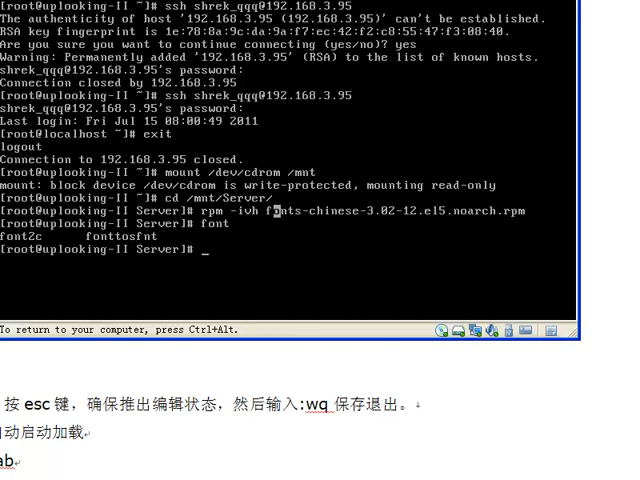 [root@uplooking-II ~]# ssh shrek_qqq@192.168.3.95
The authenticity of host '192.168.3.95 (192.168.3.95)' can't be established.
RSA key fingerprint is 1e:78:8a:9c:da:9a:f7:ec:42:f2:c8:55:47:f3:08:40.
Are you sure you want to continue connecting (yes/no)? yes
Warning: Permanently added '192.168.3.95' (RSA) to the list of known hosts.
shrek_qqq@192.168.3.95's password:
Connection closed by 192.168.3.95
[root@uplooking-II ~]# ssh shrek_qqq@192.168.3.95
shrek_qqq@192.168.3.95's password:
Last login: Fri Jul 15 08:00:49 2011
[root@localhost ~]# exit
logout
Connection to 192.168.3.95 closed.
[root@uplooking-II ~]# mount /dev/cdrom /mnt
mount: block device /dev/cdrom is write-protected, mounting read-only
[root@uplooking-II ~]# cd /mnt/Server/
[root@uplooking-II Server]# rpm -ivh fonts-chinese-3.02-12.el5.noarch.rpm
[root@uplooking-II Server]# font
font2c fonttosfnt
[root@uplooking-II Server]# _
To return to your computer, press Ctrl+Alt.
按 esc 键，确保推出编辑状态，然后输入:wq 保存退出。
动启动加载
ab